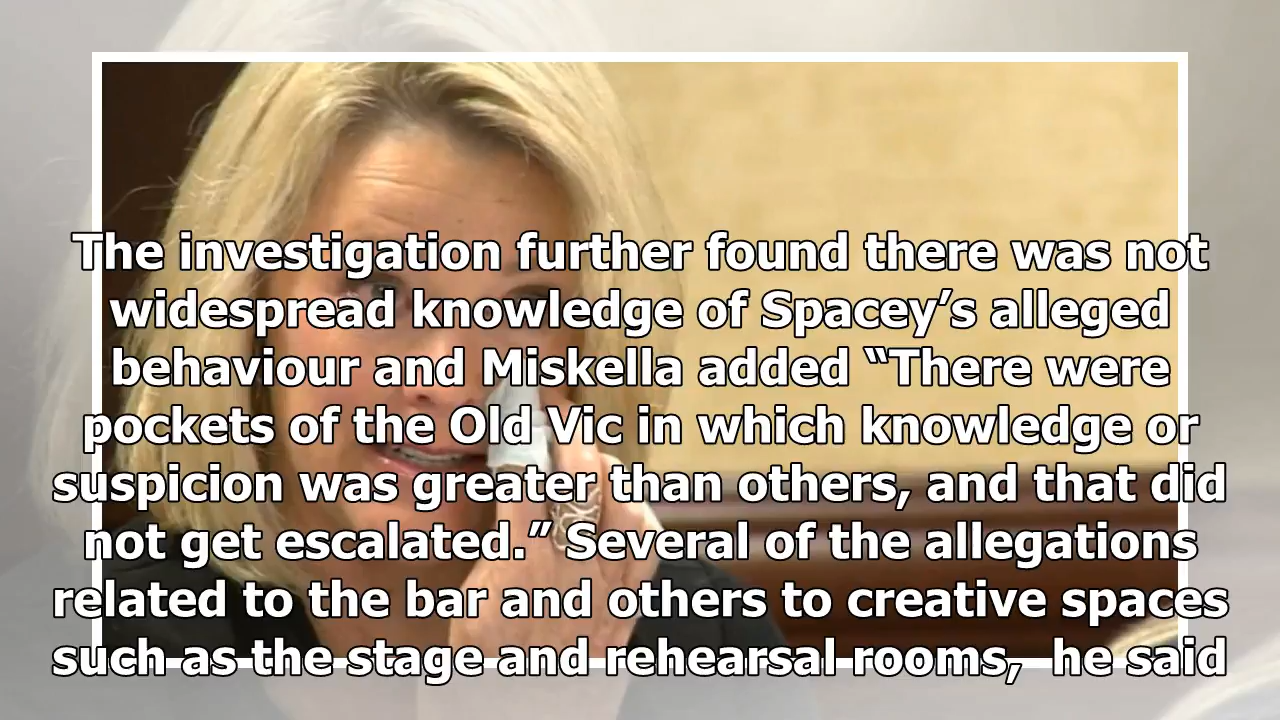 The investigation further found there was not
widespread knowledge of Spacey’s alleged
behaviour and Miskella added “There were
pockets of the Old Vic in which knowledge or
suspicion was greater than others, and that did
not get escalated.” Several of the allegations
related to the bar and others to creative spaces
such as the stage and rehearsal rooms,  he said